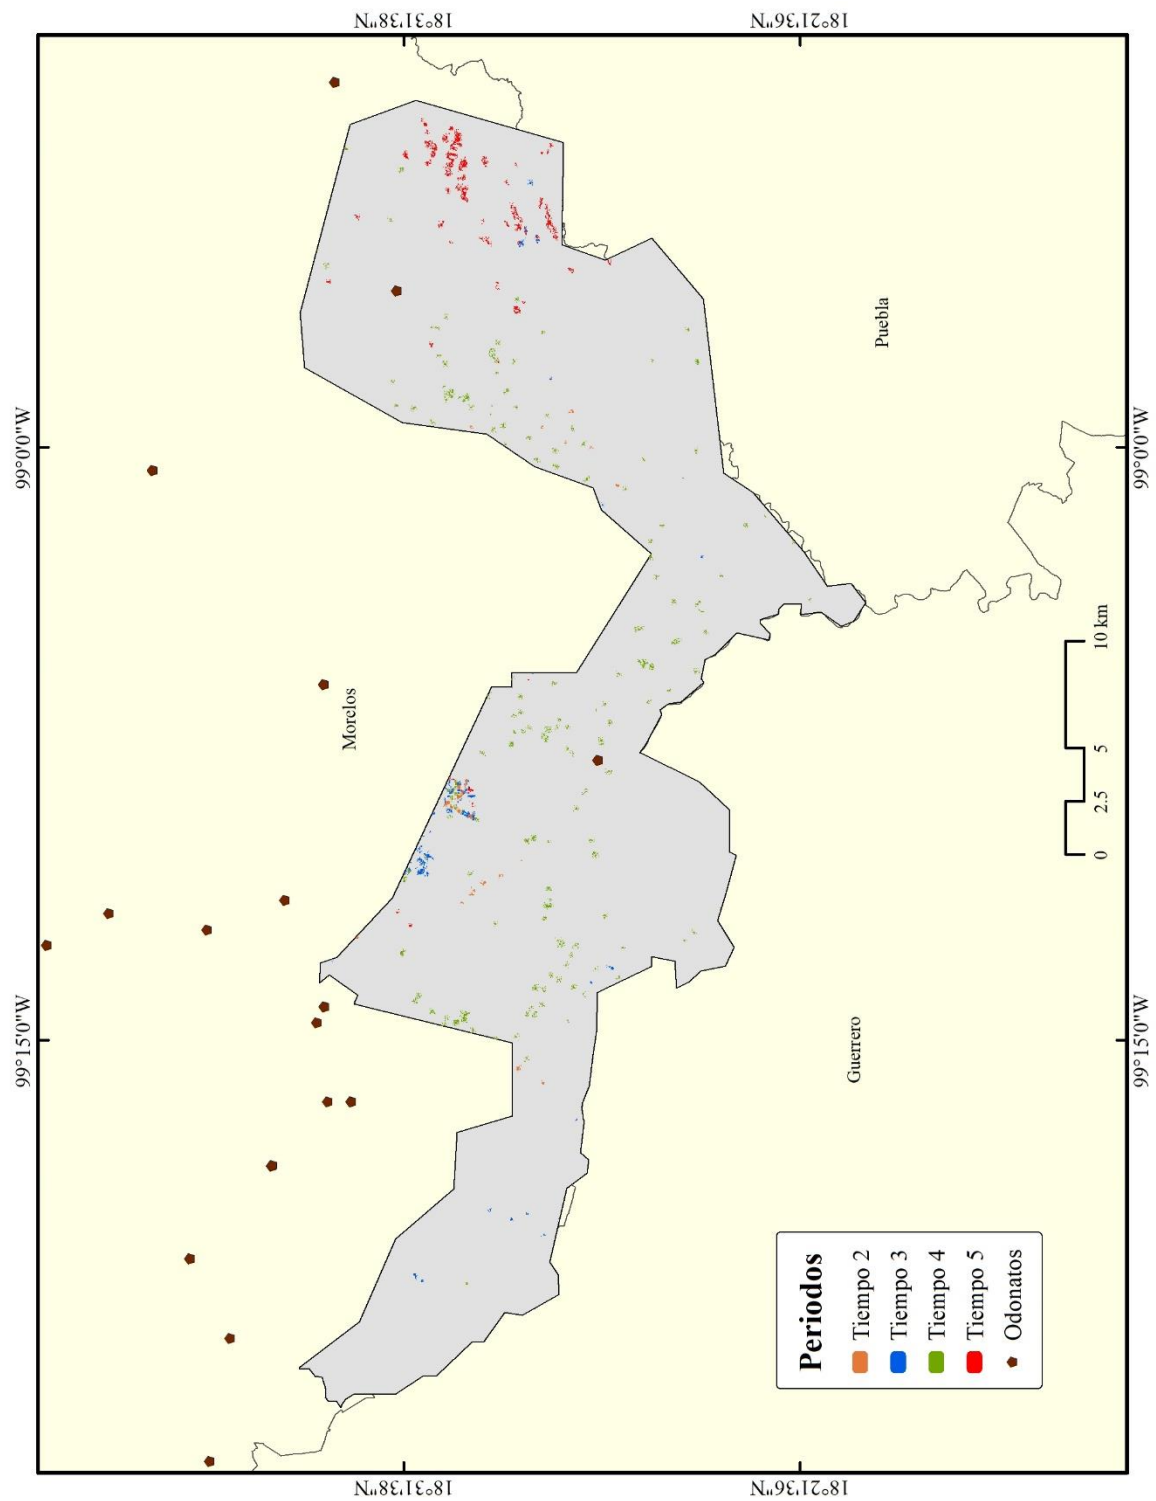 99°15'0"W
99°0'0"W
18°31'38"N
18°31'38"N
18°21'36"N
18°21'36"N
Morelos
Guerrero
Puebla
Periodos
Tiempo 2
Tiempo 3
Tiempo 4
Tiempo 5
Odonatos
0 2.5 5 10 km
99°15'0"W
99°0'0"W